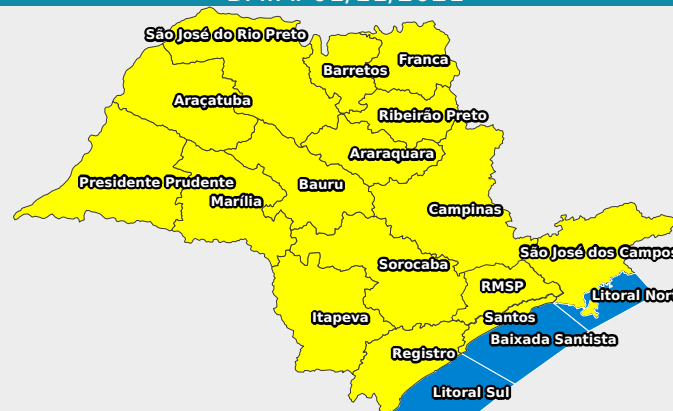 São José do Rio Preto
Franca
Barretos
Araçatuba
Ribeirão Preto
Araraquara
Presidente Prudente
Bauru
Marília
Campinas
São José dos Campos
Sorocaba
RMSP
Litoral
Itapeva
Santos
Baixada Santista
Registro
Litoral Sul